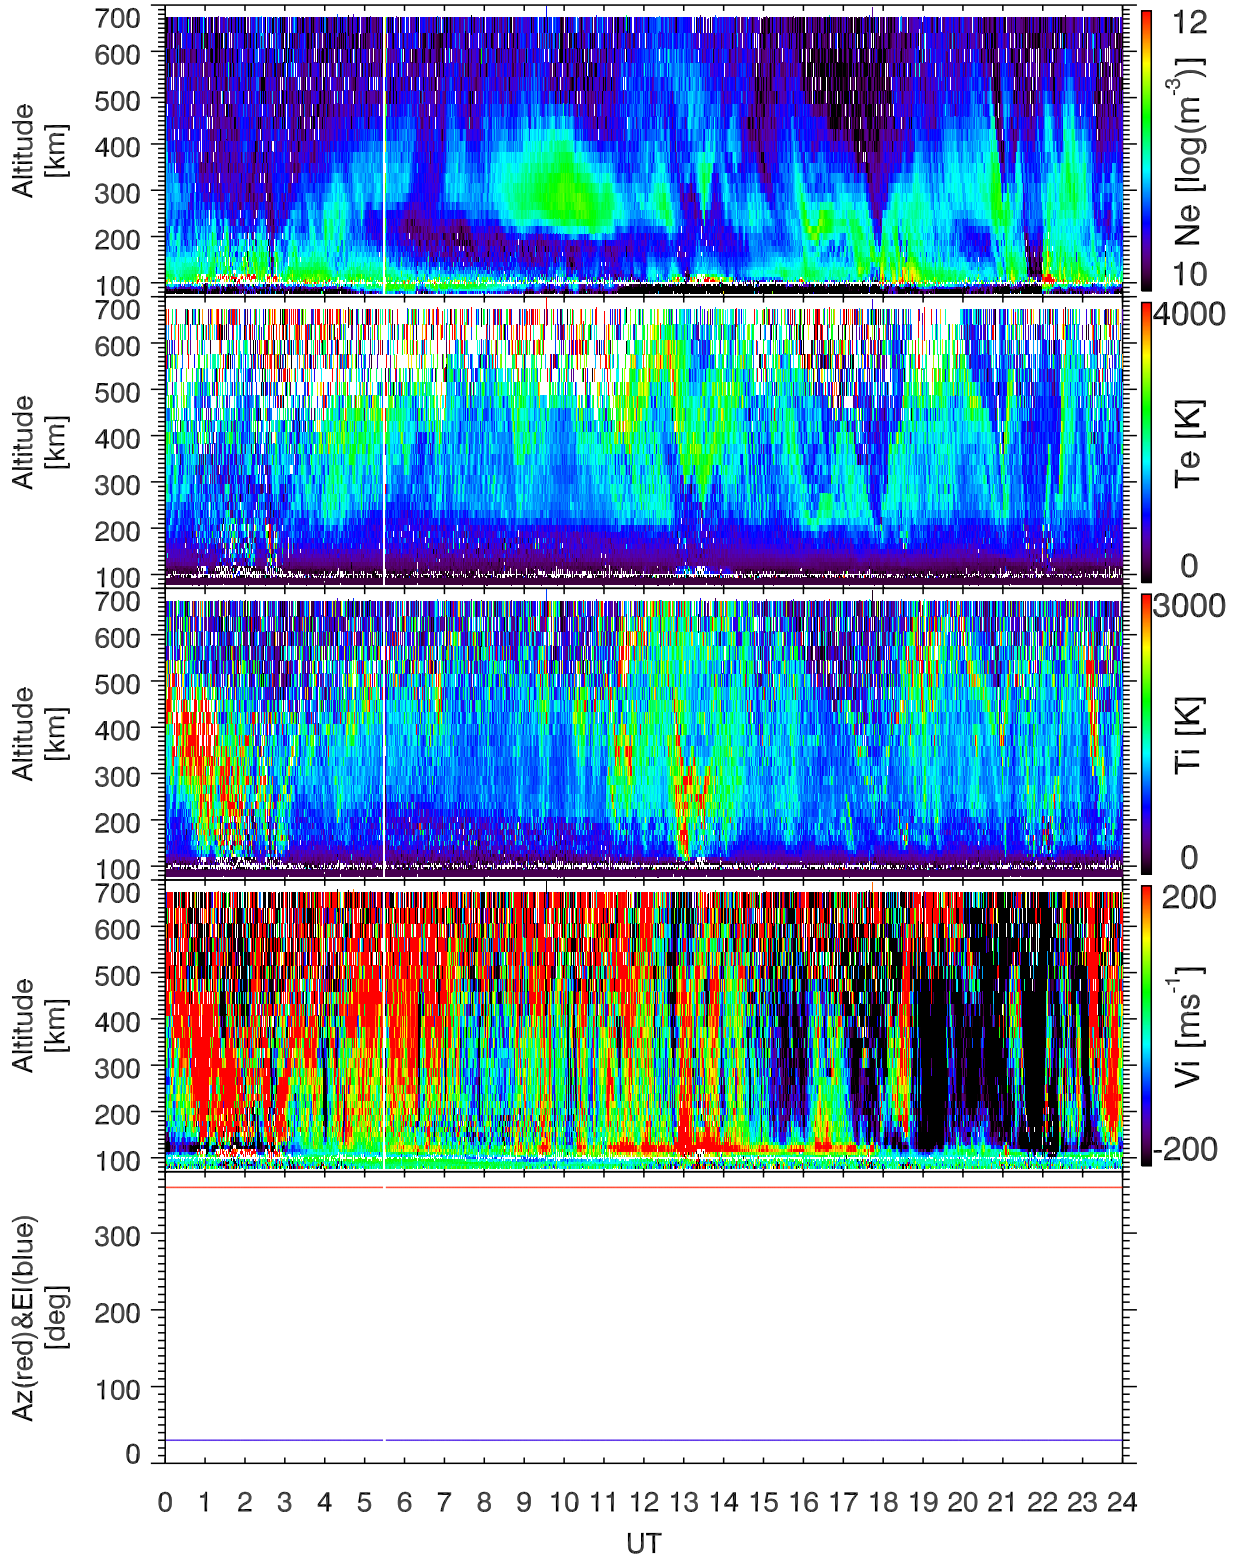 700
600
500
400
300
200
100
Altitude
[km]
12
Ne [log(m⁻³)]
10
700
600
500
400
300
200
100
Altitude
[km]
4000
Te [K]
0
700
600
500
400
300
200
100
Altitude
[km]
3000
Ti [K]
0
700
600
500
400
300
200
100
Altitude
[km]
200
Vi [ms⁻¹]
-200
300
200
100
0
Az(red)&El(blue)
[deg]
0 1 2 3 4 5 6 7 8 9 10 11 12 13 14 15 16 17 18 19 20 21 22 23 24
UT